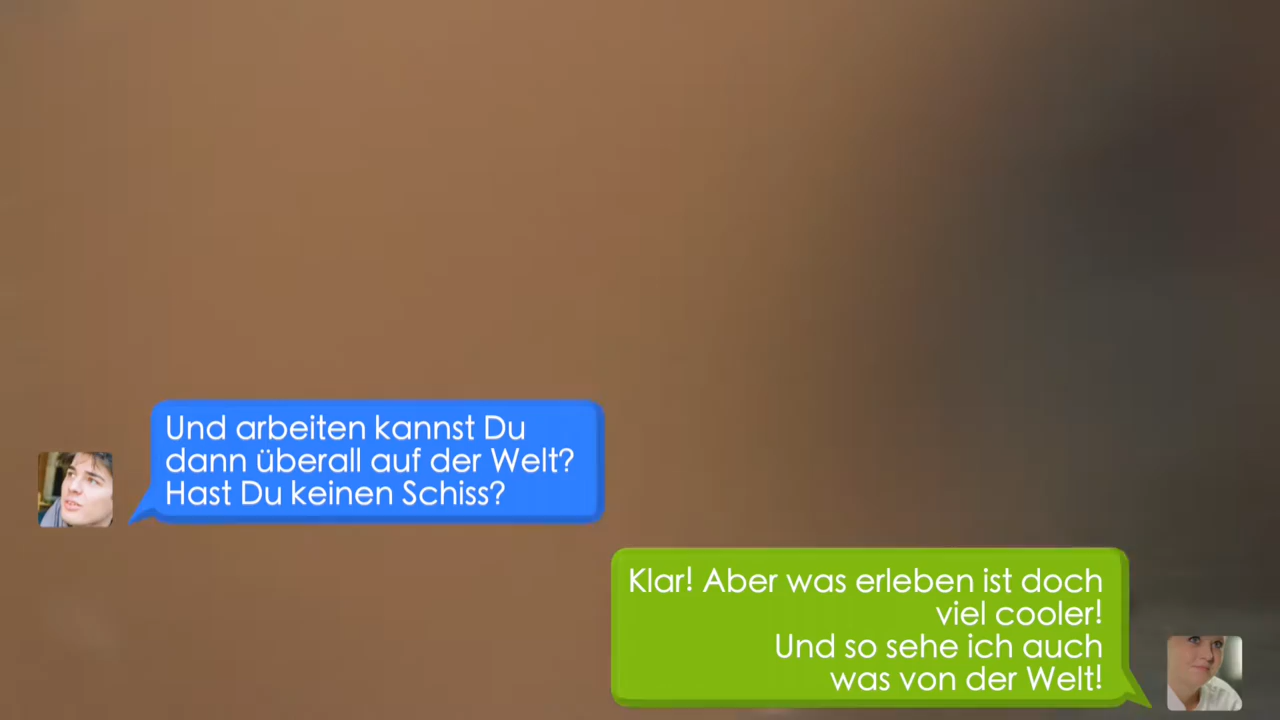 Und arbeiten kannst Du
dann überall auf der Welt?
Hast Du keinen Schiss?
Klar! Aber was erleben ist doch
viel cooler!
Und so sehe ich auch
was von der Welt!